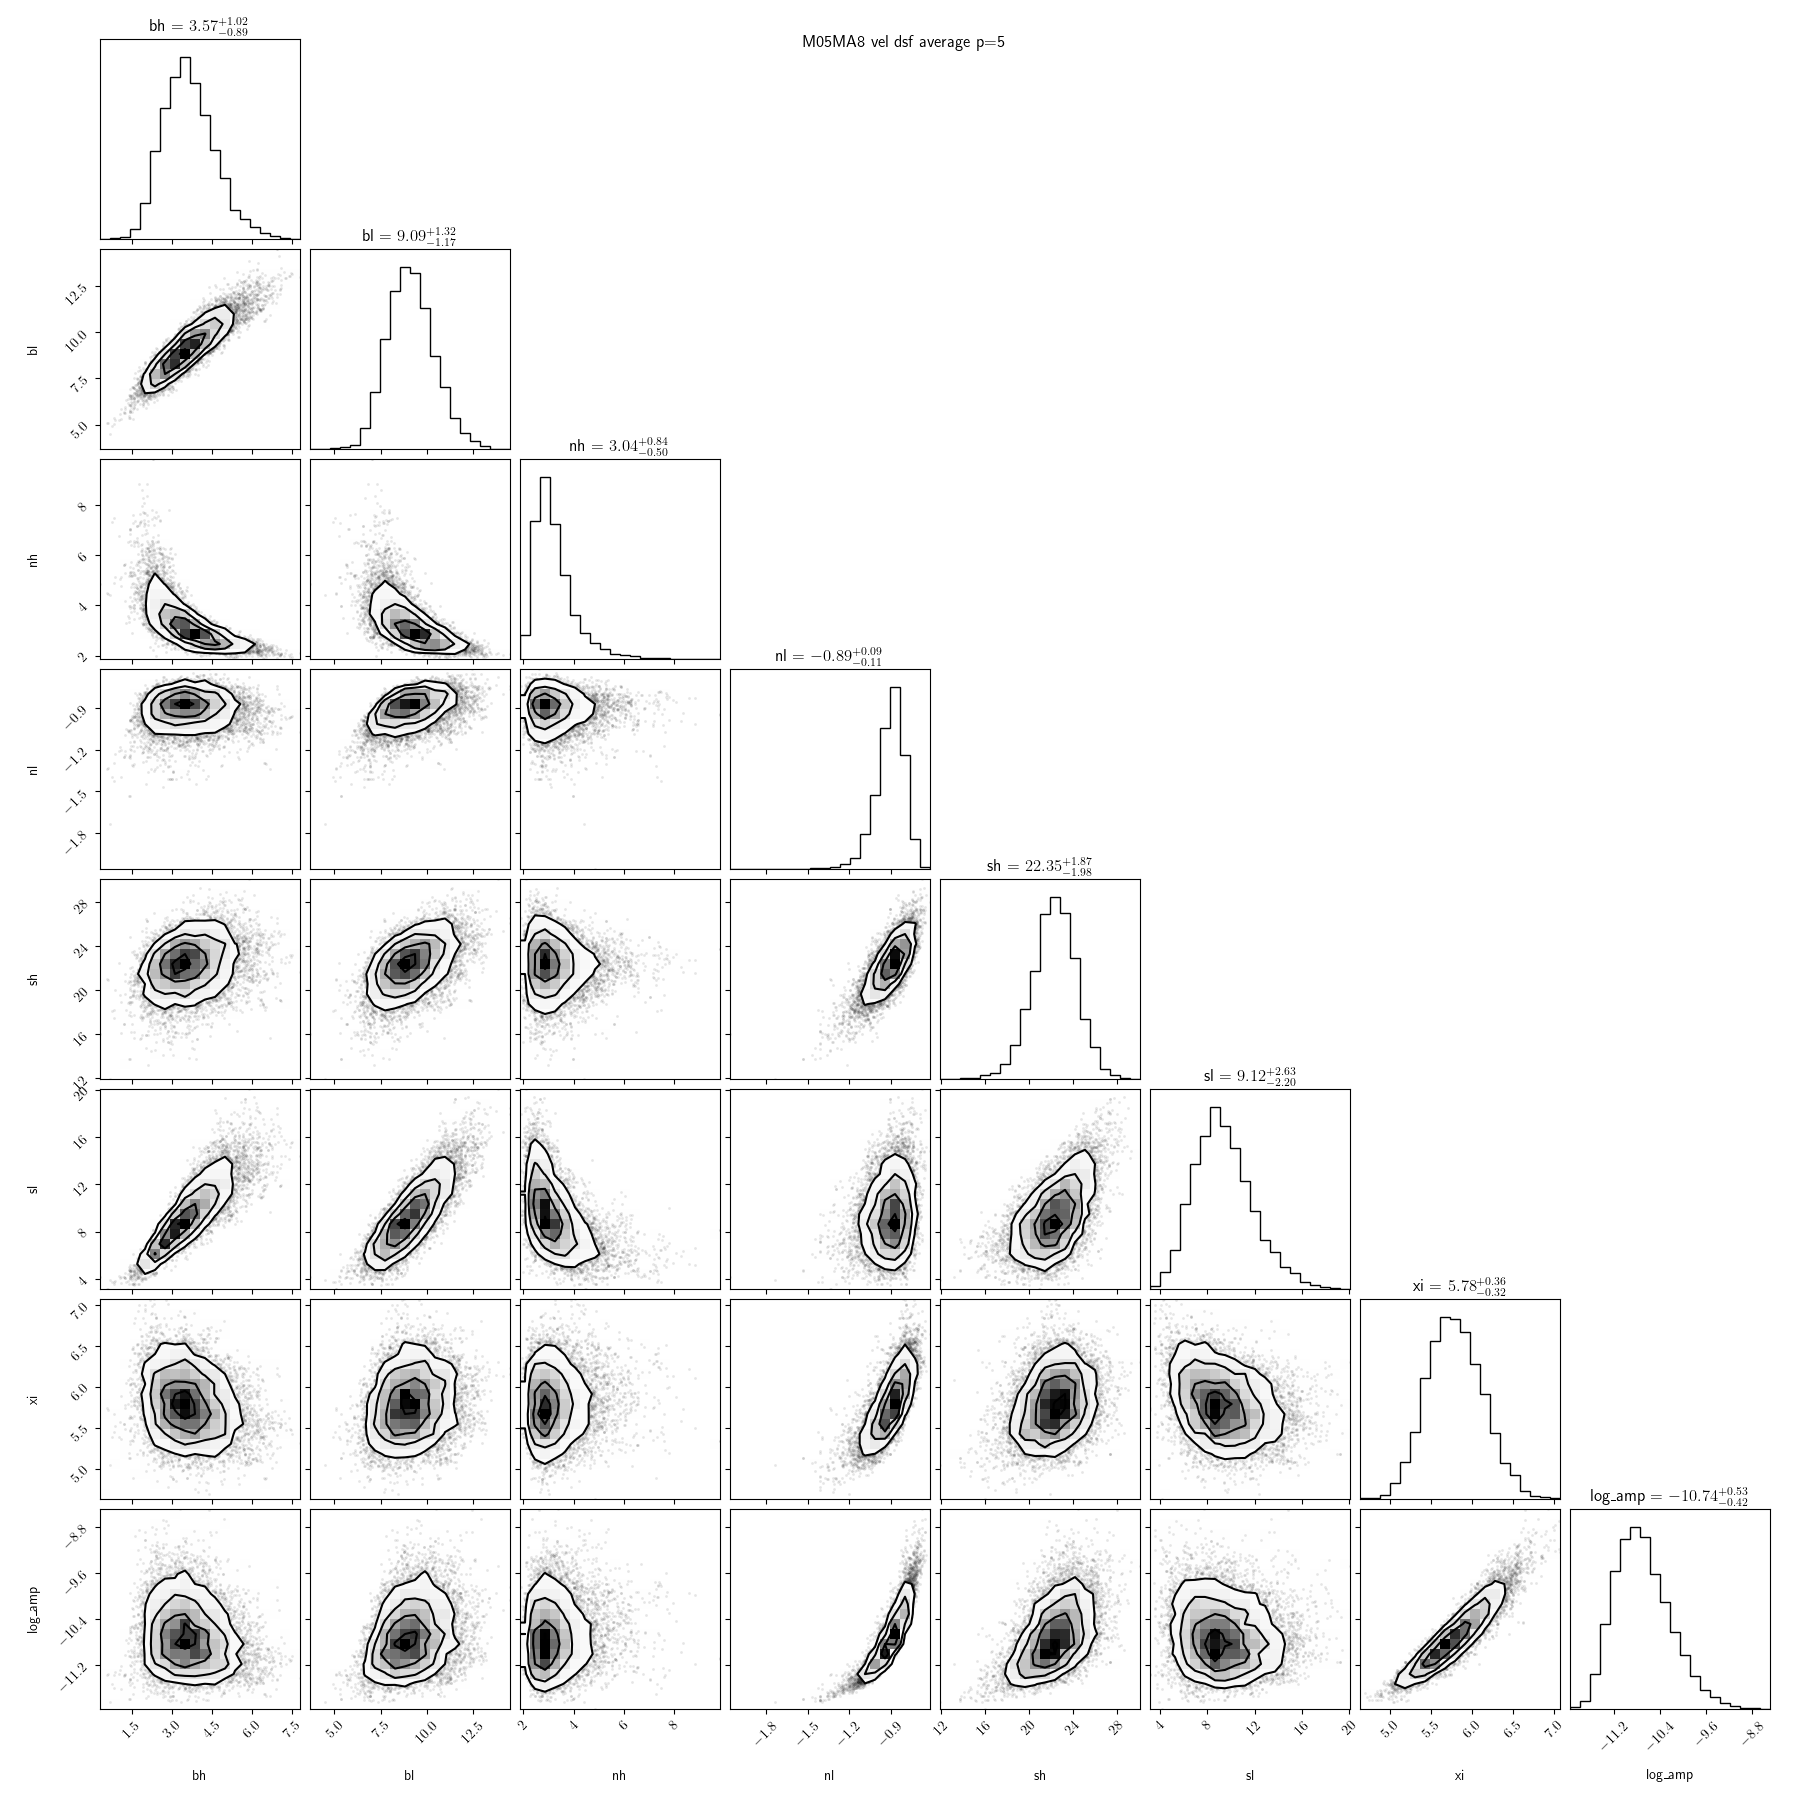 bh = 3.57+1.02−0.89
M05MA8 vel dsf average p=5
bl = 9.09+1.32−1.17
bl
12.5
10.0
7.5
5.0
nh = 3.04+0.84−0.50
nh
8
6
4
2
nl = −0.89+0.09−0.11
nl
−0.9
−1.2
−1.5
−1.8
sh = 22.35+1.87−1.98
sh
28
24
20
16
12
sl = 9.12+2.63−2.20
sl
20
16
12
8
4
xi = 5.78+0.36−0.32
xi
7.0
6.5
6.0
5.5
5.0
log_amp = −10.74+0.53−0.42
log_amp
−8.8
−9.6
−10.4
−11.2
1.5 3.0 4.5 6.0 7.5 5.0 7.5 10.0 12.5 2 4 6 8 −1.8 −1.5 −1.2 −0.9 12 16 20 24 28 4 8 12 16 20 5.0 5.5 6.0 6.5 7.0 −11.2 −10.4 −9.6 −8.8
bh bl nh nl sh sl xi log_amp